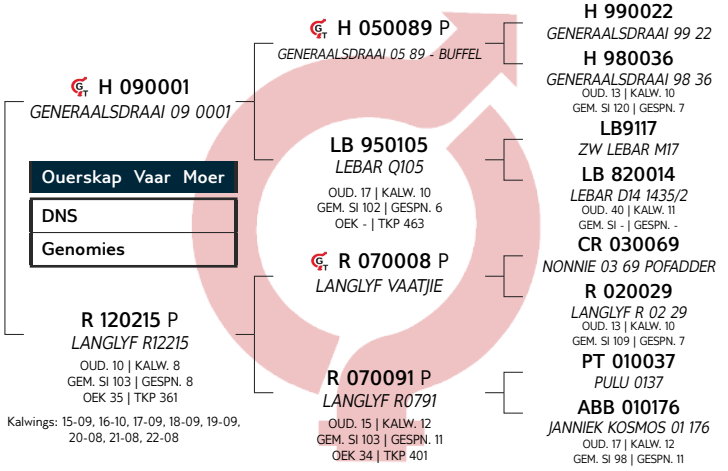 H 090001
GENERAALSDRAAI 09 0001
Ouerskap Vaar Moer
DNS
Genomies
R 120215 P
LANGLYF R12215
OUD. 10 | KALW. 8
GEM. SI 103 | GESPN. 8
OEK 35 | TKP 361
Kalwings: 15-09, 16-10, 17-09, 18-09, 19-09,
20-08, 21-08, 22-08
GT H 050089 P
GENERAALSDRAAI 05 89 - BUFFEL
LB 950105
LEBAR Q105
OUD. 17 | KALW. 10
GEM. SI 102 | GESPN. 6
OEK - | TKP 463
GT R 070008 P
LANGLYF VAATJIE
R 070091 P
LANGLYF R0791
OUD. 15 | KALW. 12
GEM. SI 103 | GESPN. 11
OEK 34 | TKP 401
H 990022
GENERAALSDRAAI 99 22
H 980036
GENERAALSDRAAI 98 36
OUD. 13 | KALW. 10
GEM. SI 120 | GESPN. 7
LB9117
ZW LEBAR M17
LB 820014
LEBAR D14 1435/2
OUD. 40 | KALW. 11
GEM. SI - | GESPN. -
CR 030069
NONNIE 03 69 POFADDER
R 020029
LANGLYF R 02 29
OUD. 13 | KALW. 10
GEM. SI 109 | GESPN. 7
PT 010037
PULU 0137
ABB 010176
JANNIEK KOSMOS 01 176
OUD. 17 | KALW. 12
GEM. SI 98 | GESPN. 11